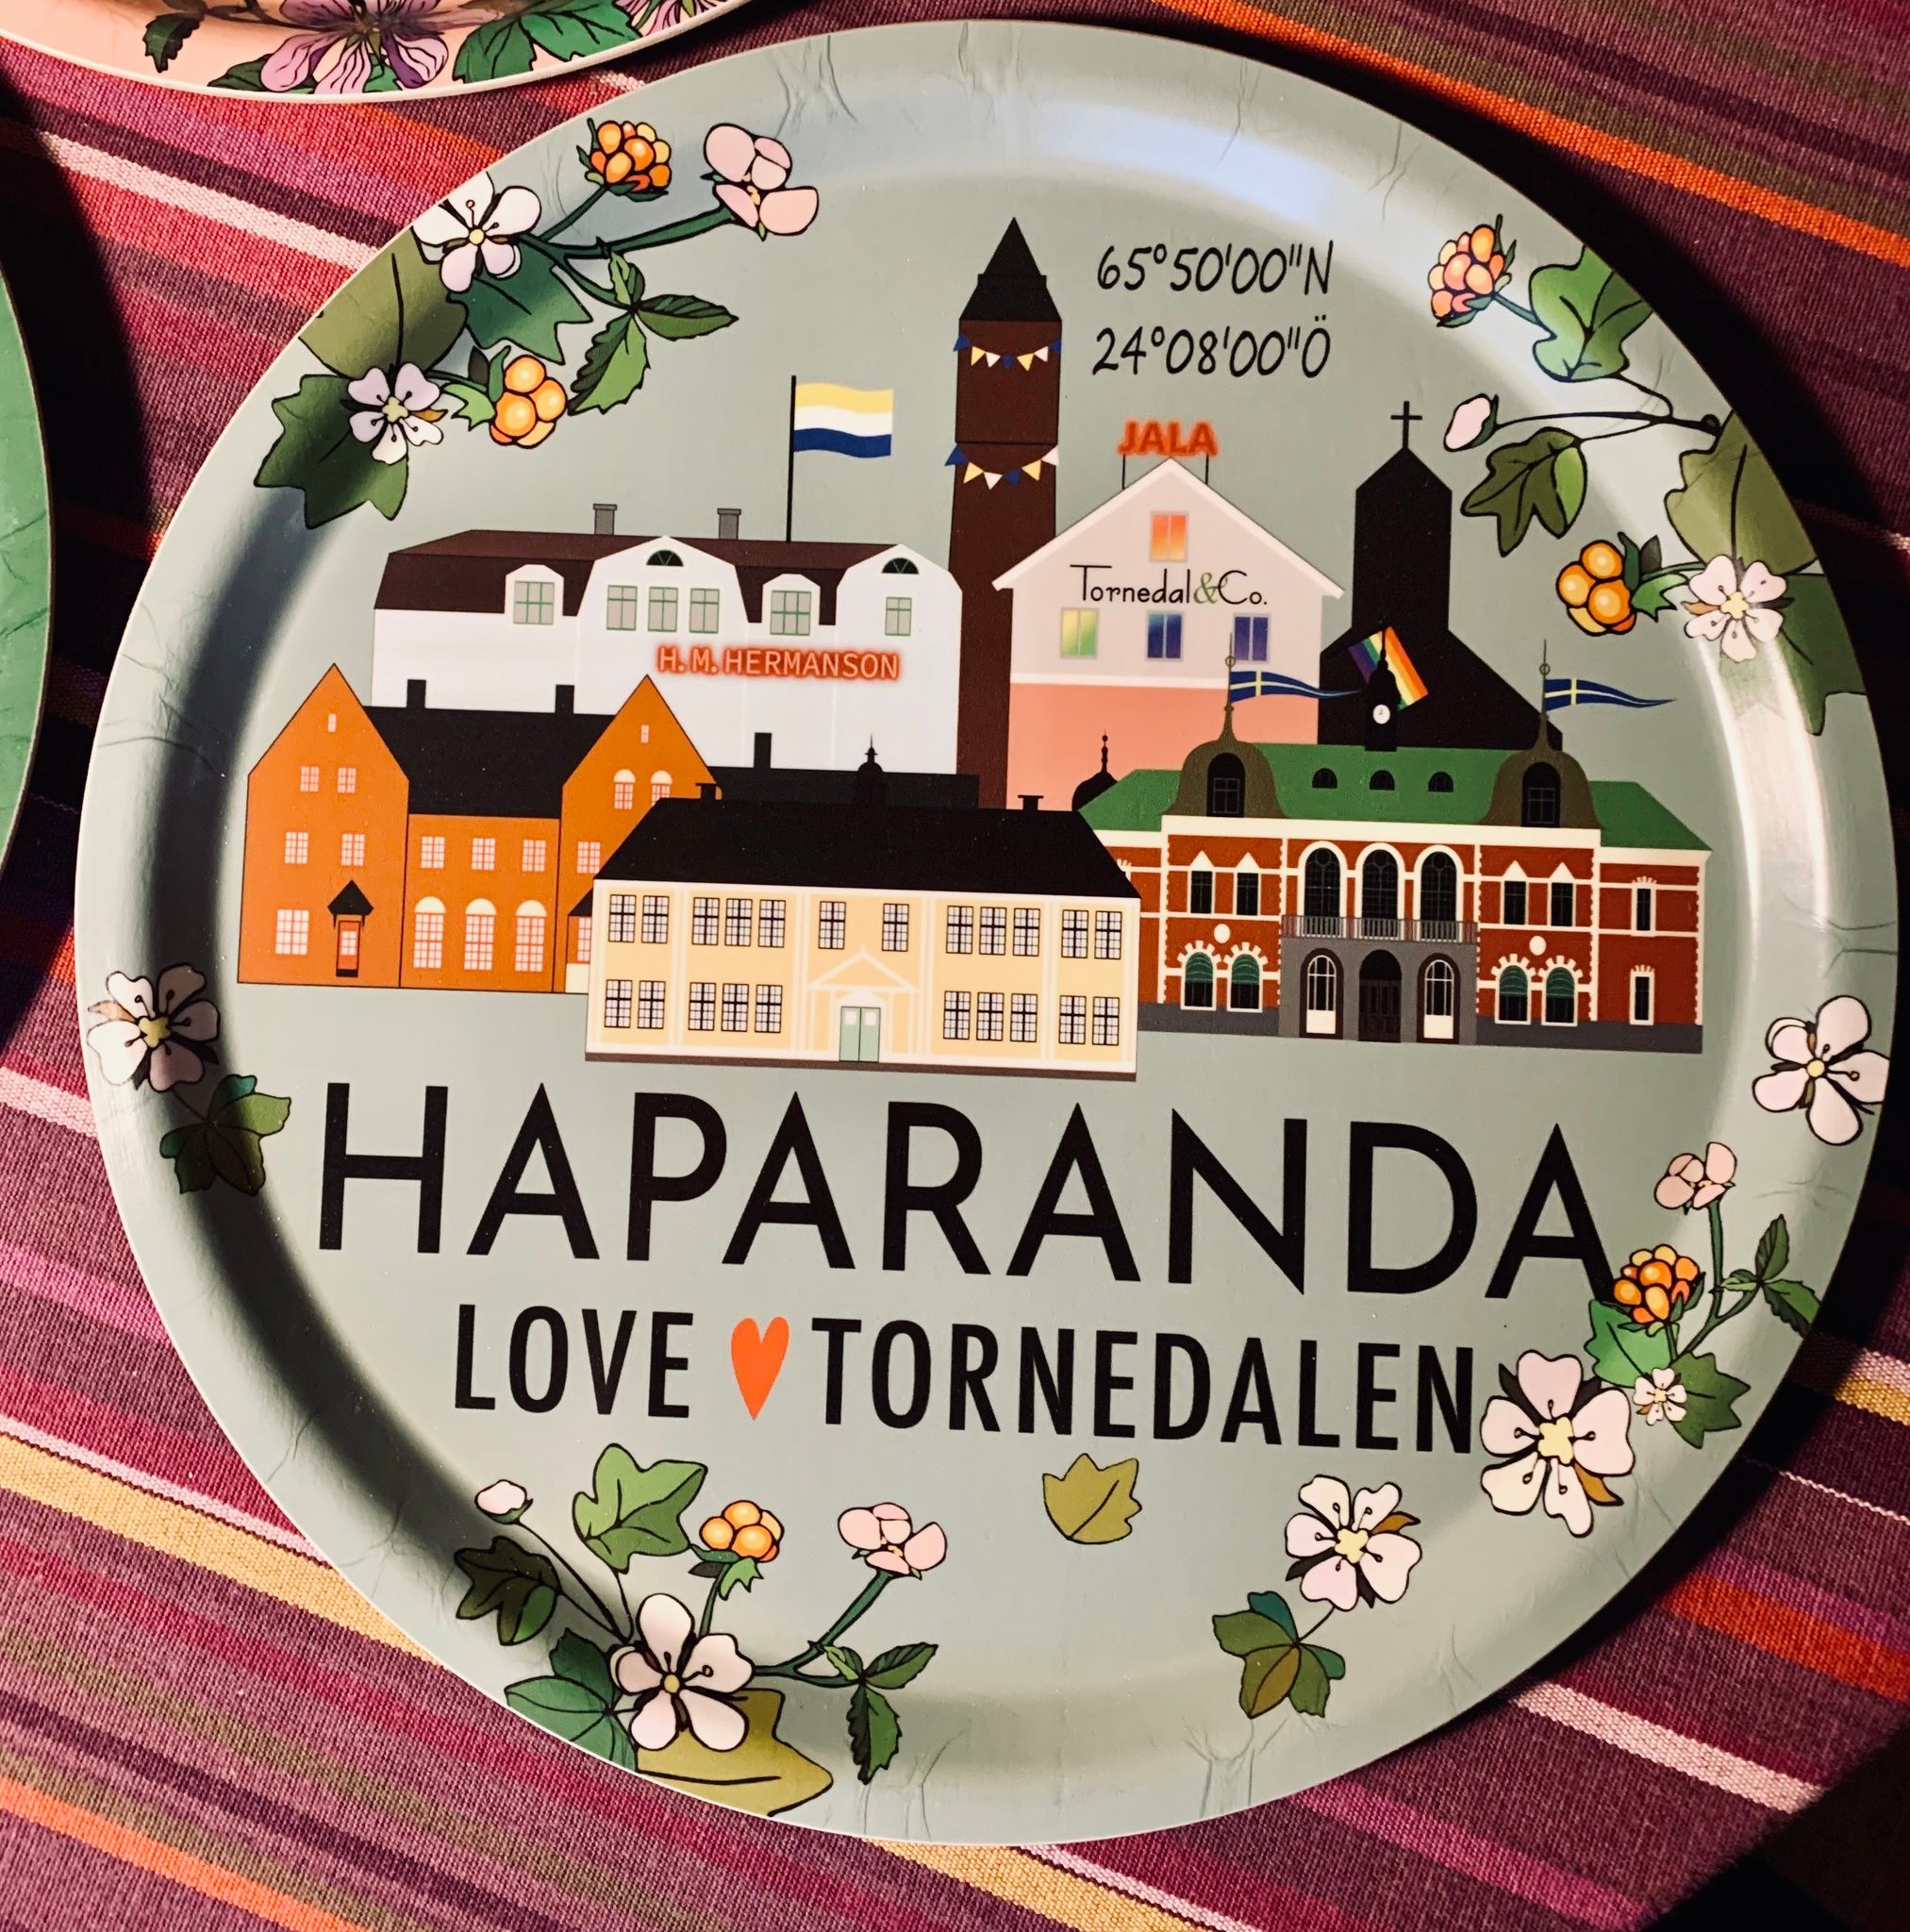 65°50'00"N
24°08'00"Ö
JALA
Tornedal&Co.
H.M. HERMANSON
HAPARANDA
LOVE ♥ TORNEDALEN